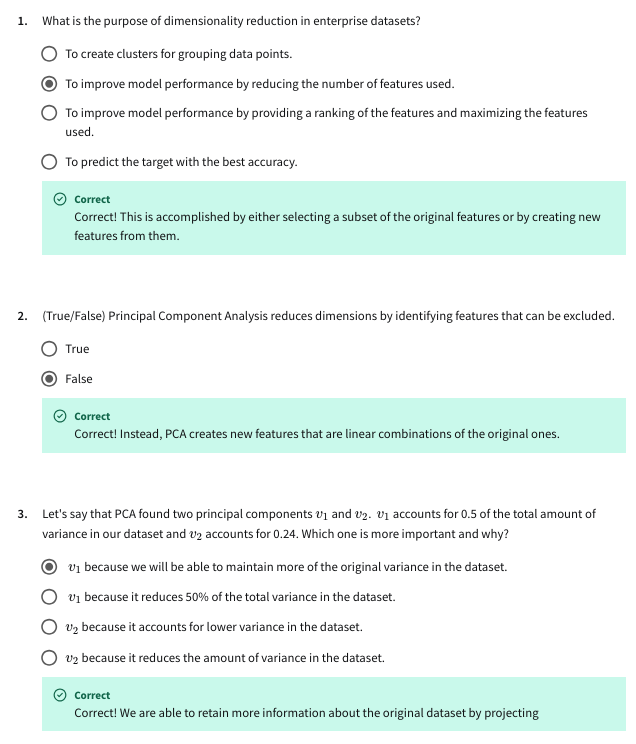 1. What is the purpose of dimensionality reduction in enterprise datasets?
To create clusters for grouping data points.
To improve model performance by reducing the number of features used.
To improve model performance by providing a ranking of the features and maximizing the features
used.
To predict the target with the best accuracy.
Correct
Correct! This is accomplished by either selecting a subset of the original features or by creating new
features from them.
2. (True/False) Principal Component Analysis reduces dimensions by identifying features that can be excluded.
True
False
Correct
Correct! Instead, PCA creates new features that are linear combinations of the original ones.
3. Let's say that PCA found two principal components v₁ and v₂. v₁ accounts for 0.5 of the total amount of
variance in our dataset and v₂ accounts for 0.24. Which one is more important and why?
v₁ because we will be able to maintain more of the original variance in the dataset.
v₁ because it reduces 50% of the total variance in the dataset.
v₂ because it accounts for lower variance in the dataset.
v₂ because it reduces the amount of variance in the dataset.
Correct
Correct! We are able to retain more information about the original dataset by projecting